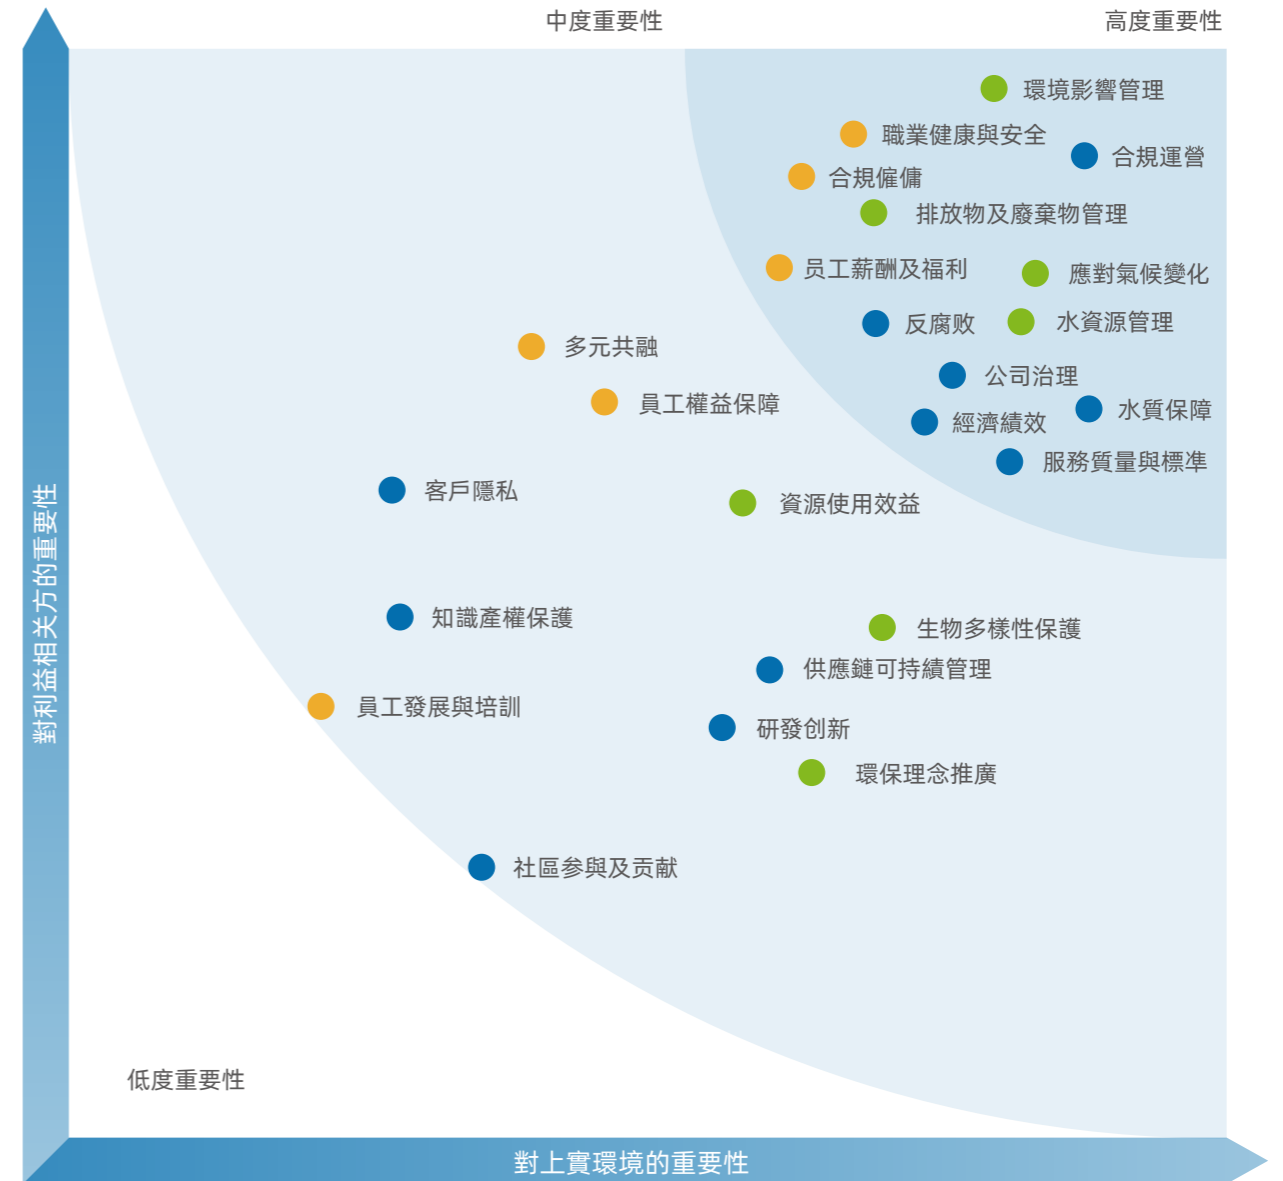 中度重要性
高度重要性
環境影響管理
職業健康與安全
合規運營
合規僱傭
排放物及廢棄物管理
员工薪酬及福利
應對氣候變化
反腐败
水資源管理
多元共融
公司治理
員工權益保障
水质保障
經濟績效
服務質量與標準
客戶隱私
資源使用效益
對利益相关方的重要性
知識產權保護
生物多樣性保護
供應鏈可持續管理
員工發展與培訓
研發创新
環保理念推廣
社區参與及贡献
低度重要性
對上實環境的重要性